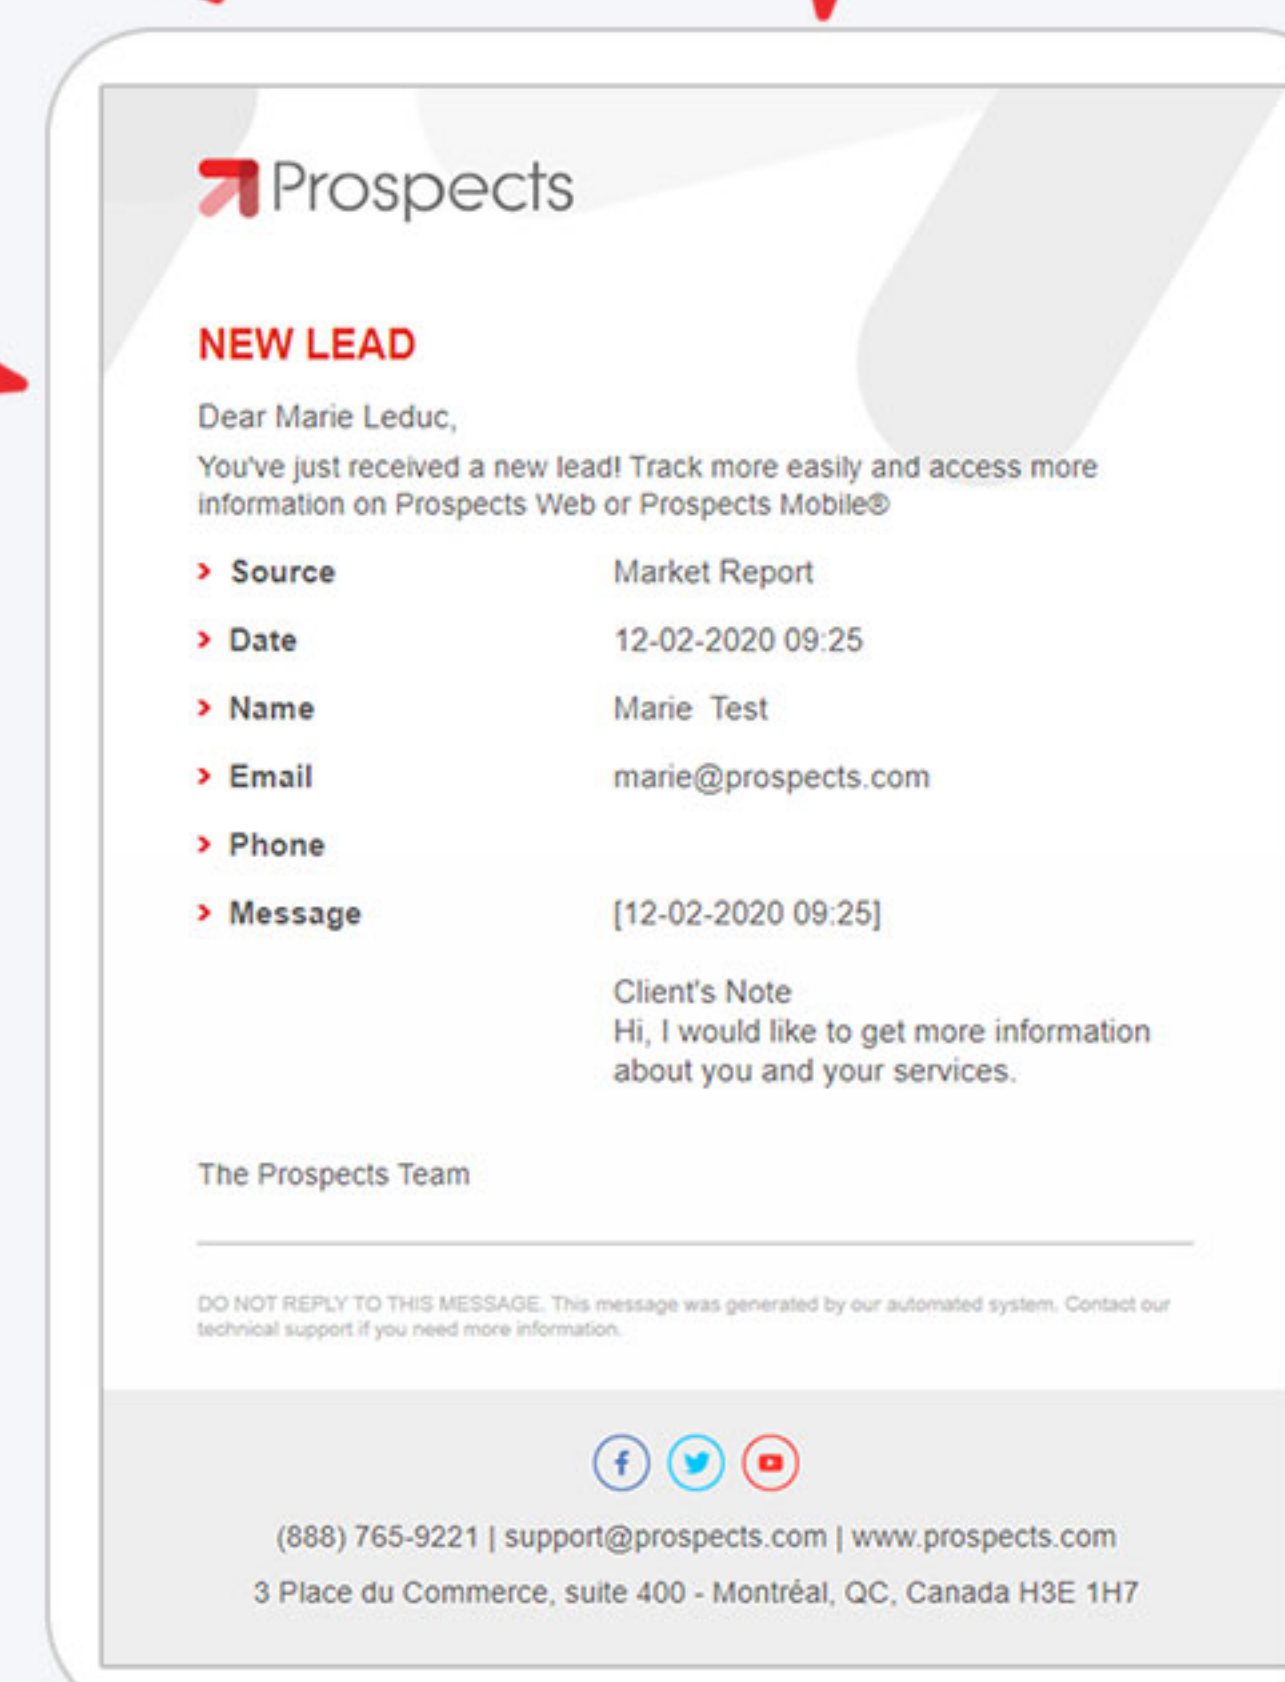 Prospects
NEW LEAD
Dear Marie Leduc,
You've just received a new lead! Track more easily and access more
information on Prospects Web or Prospects Mobile®
Source Market Report
Date 12-02-2020 09:25
Name Marie Test
Email marie@prospects.com
Phone
Message [12-02-2020 09:25]
Client's Note
Hi, I would like to get more information
about you and your services.
The Prospects Team
DO NOT REPLY TO THIS MESSAGE. This message was generated by our automated system. Contact our
technical support if you need more information.
(888) 765-9221 | support@prospects.com | www.prospects.com
3 Place du Commerce, suite 400 - Montréal, QC, Canada H3E 1H7